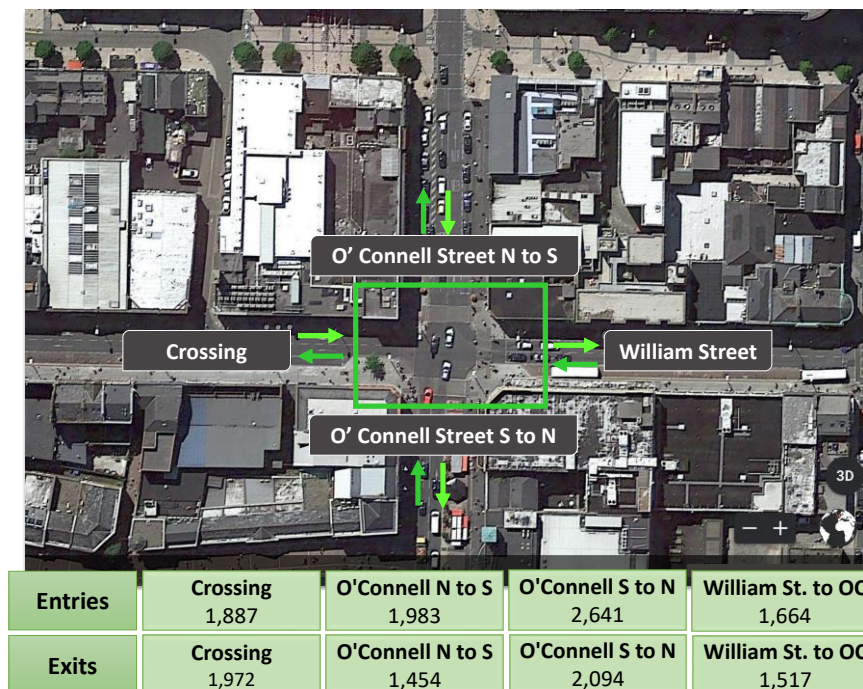 O' Connell Street N to S
Crossing
William Street
O' Connell Street S to N
3D
Entries
Crossing
1,887
O'Connell N to S
1,983
O'Connell S to N
2,641
William St. to OC
1,664
Exits
Crossing
1,972
O'Connell N to S
1,454
O'Connell S to N
2,094
William St. to OC
1,517